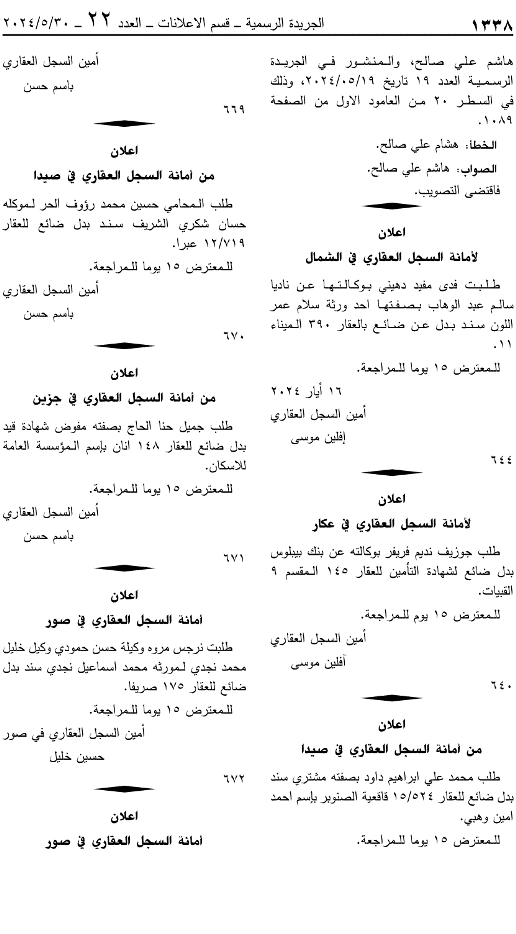 ١٣٣٨
الجريدة الرسمية ــ قسم الاعلانات ــ العدد ٢٢ ــ ٢٠٢٤/٥/٣٠
هاشم علي صالح، والمنشور في الجريدة
الرسمية العدد ١٩ تاريخ ٢٠٢٤/٠٥/١٩، وذلك
في السطر ٢٠ من العامود الاول من الصفحة
١٠٨٩.
الخطأ: هشام علي صالح.
الصواب: هاشم علي صالح.
فاقتضى التصويب.
اعلان
لأمانة السجل العقاري في الشمال
طلبت فدى مفيد دهيني بوكالتها عن ناديا
سالم عبد الوهاب بصفتها احد ورثة سلام عمر
اللون سند بدل عن ضائع بالعقار ٣٩٠ الميناء
١١.
للمعترض ١٥ يوما للمراجعة.
١٦ أيار ٢٠٢٤
أمين السجل العقاري
إفلين موسى
٦٤٤
اعلان
لأمانة السجل العقاري في عكار
طلب جوزيف نديم فريفر بوكالته عن بنك بيبلوس
بدل ضائع لشهادة التأمين للعقار ١٤٥ المقسم ٩
القبيات.
للمعترض ١٥ يوم للمراجعة.
أمين السجل العقاري
آفلين موسى
٦٤٠
اعلان
من أمانة السجل العقاري في صيدا
طلب محمد علي ابراهيم داود بصفته مشتري سند
بدل ضائع للعقار ١٥/٥٢٤ قاقعية الصنوبر بإسم احمد
امين وهبي.
للمعترض ١٥ يوما للمراجعة.
أمين السجل العقاري
باسم حسن
٦٦٩
اعلان
من أمانة السجل العقاري في صيدا
طلب المحامي حسين محمد رؤوف الحر لموكله
حسان شكري الشريف سند بدل ضائع للعقار
١٢/٧١٩ عبرا.
للمعترض ١٥ يوما للمراجعة.
أمين السجل العقاري
باسم حسن
٦٧٠
اعلان
من أمانة السجل العقاري في جزين
طلب جميل حنا الحاج بصفته مفوض شهادة قيد
بدل ضائع للعقار ١٤٨ انان بإسم المؤسسة العامة
للاسكان.
للمعترض ١٥ يوما للمراجعة.
أمين السجل العقاري
باسم حسن
٦٧١
اعلان
أمانة السجل العقاري في صور
طلبت نرجس مروه وكيلة حسن حمودي وكيل خليل
محمد نجدي لمورثه محمد اسماعيل نجدي سند بدل
ضائع للعقار ١٧٥ صريفا.
للمعترض ١٥ يوما للمراجعة.
أمين السجل العقاري في صور
حسين خليل
٦٧٢
اعلان
أمانة السجل العقاري في صور